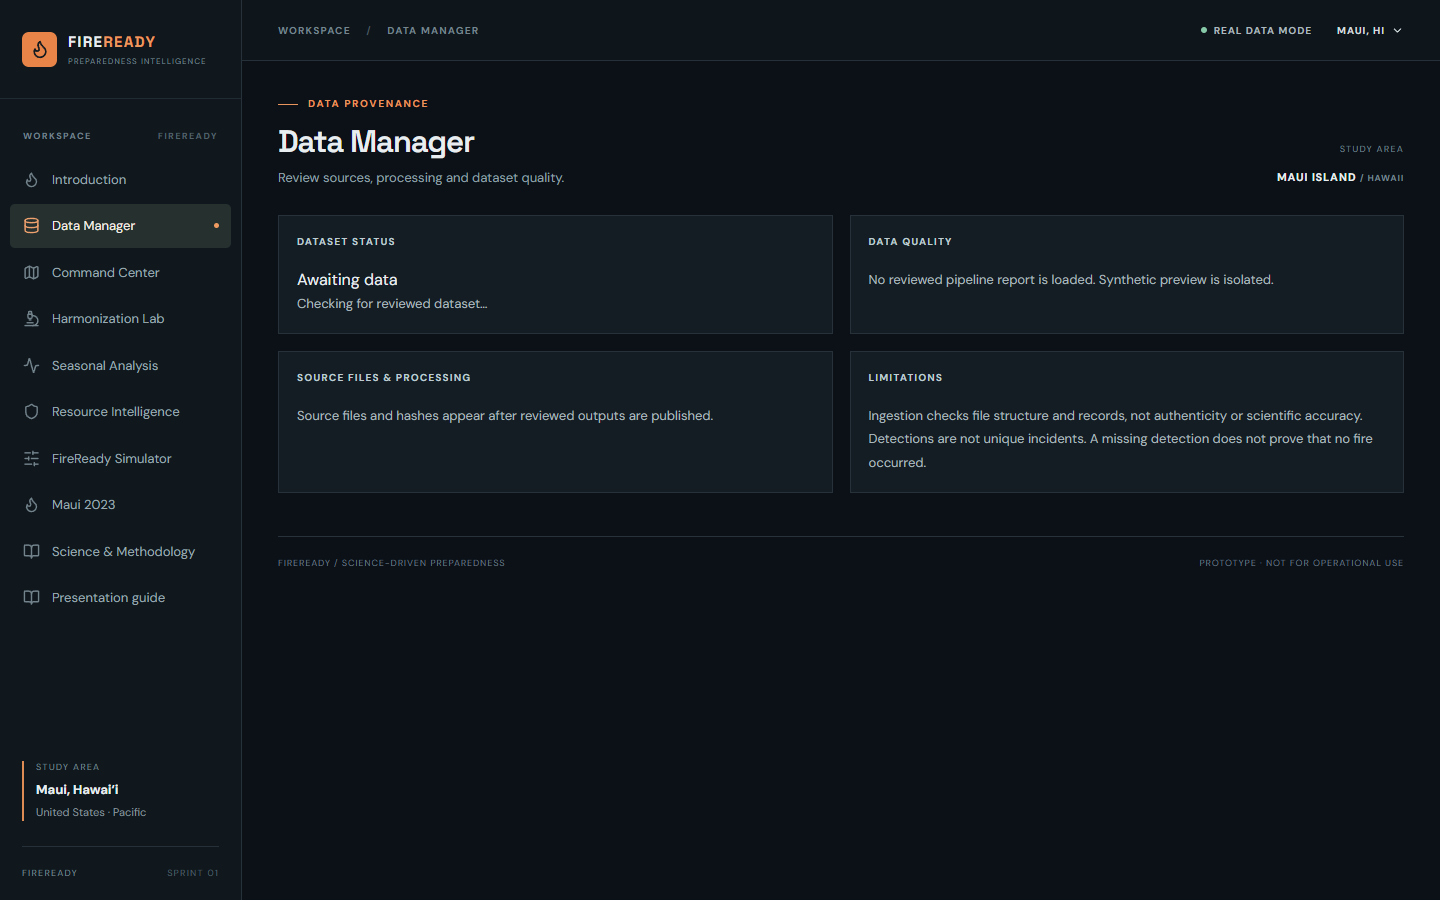 FIREREADY
PREPAREDNESS INTELLIGENCE
WORKSPACE FIREREADY
Introduction
Data Manager
Command Center
Harmonization Lab
Seasonal Analysis
Resource Intelligence
FireReady Simulator
Maui 2023
Science & Methodology
Presentation guide
STUDY AREA
Maui, Hawaiʻi
United States · Pacific
FIREREADY SPRINT 01
WORKSPACE / DATA MANAGER
REAL DATA MODE MAUI, HI
DATA PROVENANCE
Data Manager
Review sources, processing and dataset quality.
STUDY AREA
MAUI ISLAND / HAWAII
DATASET STATUS
Awaiting data
Checking for reviewed dataset…
DATA QUALITY
No reviewed pipeline report is loaded. Synthetic preview is isolated.
SOURCE FILES & PROCESSING
Source files and hashes appear after reviewed outputs are published.
LIMITATIONS
Ingestion checks file structure and records, not authenticity or scientific accuracy.
Detections are not unique incidents. A missing detection does not prove that no fire
occurred.
FIREREADY / SCIENCE-DRIVEN PREPAREDNESS
PROTOTYPE · NOT FOR OPERATIONAL USE